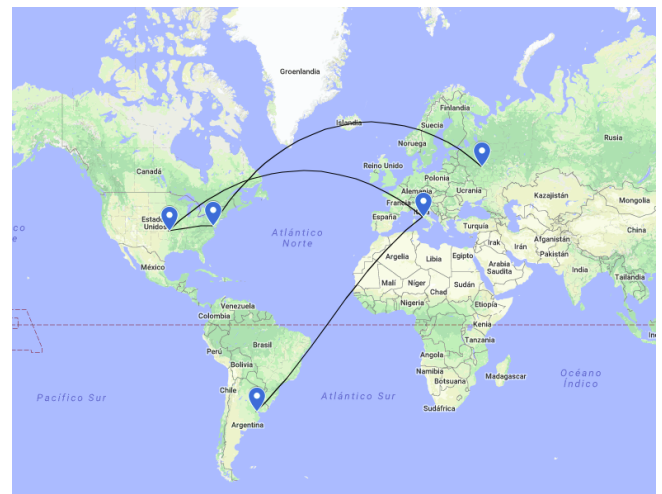 Groenlandia
Islandia
Finlandia
Suecia
Noruega
Rusia
Canadá
Reino Unido
Polonia
Alemania
Ucrania
Francia
Kazajistán
Mongolia
España
Turquía
Estados
Unidos
Atlántico
Norte
México
Argelia
Libia
Egipto
Irak
Irán
Afganistán
Pakistán
China
Arabia
Saudita
India
Tailandia
Malí
Níger
Chad
Sudán
Nigeria
Etiopía
Venezuela
Colombia
Kenia
Tanzania
Perú
Brasil
Bolivia
Angola
Namibia
Botsuana
Madagascar
Océano
Índico
Chile
Pacífico Sur
Atlántico Sur
Sudáfrica
Argentina